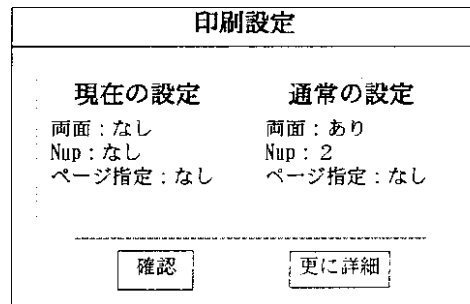 印刷設定
現在の設定
両面：なし
Nup：なし
ページ指定：なし
通常の設定
両面：あり
Nup：2
ページ指定：なし
確認
更に詳細